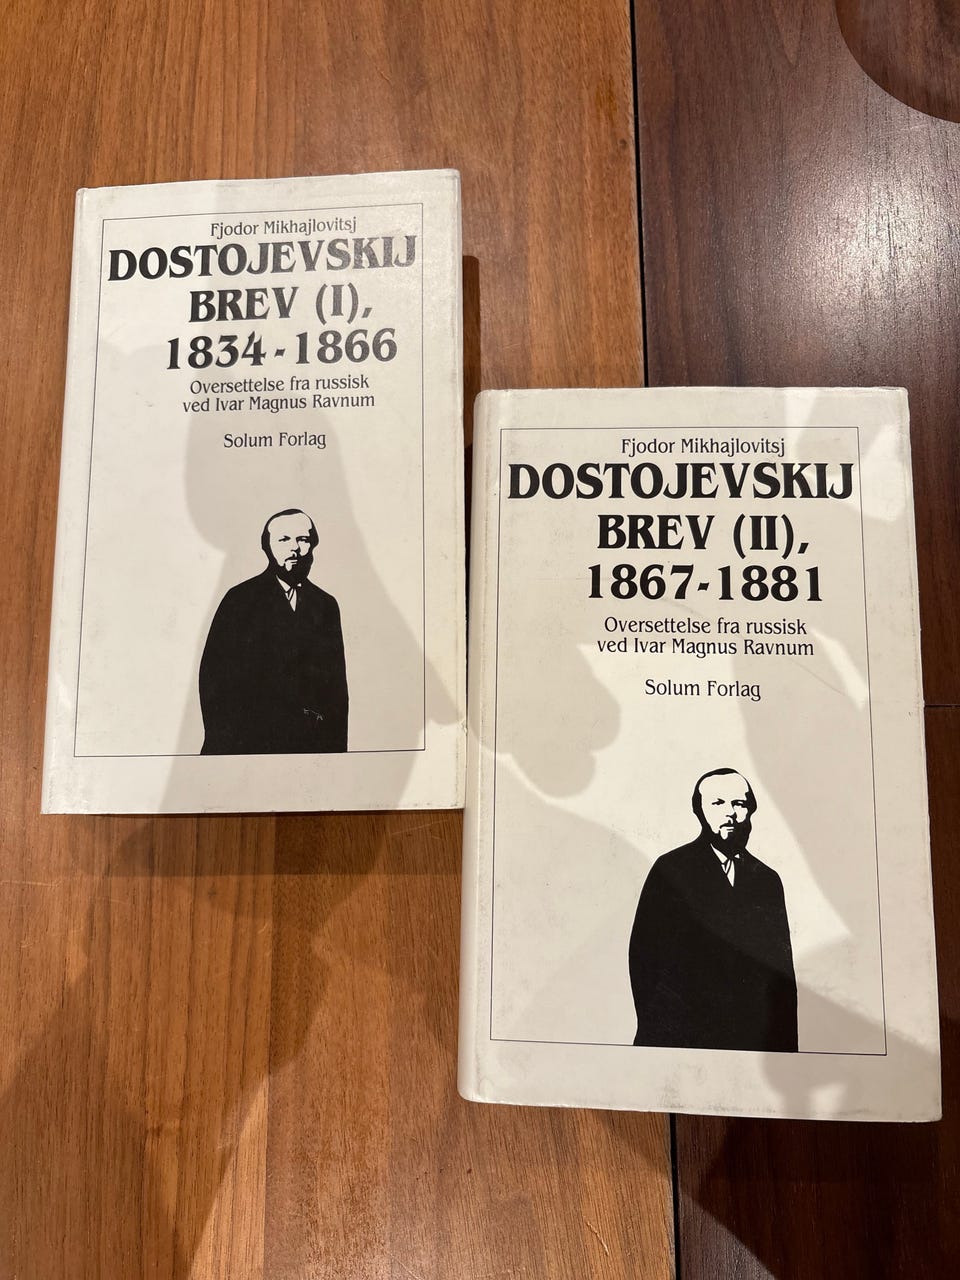 Fjodor Mikhajlovitsj
DOSTOJEVSKIJ
BREV (I),
1834-1866
Oversettelse fra russisk
ved Ivar Magnus Ravnum
Solum Forlag
Fjodor Mikhajlovitsj
DOSTOJEVSKIJ
BREV (II),
1867-1881
Oversettelse fra russisk
ved Ivar Magnus Ravnum
Solum Forlag